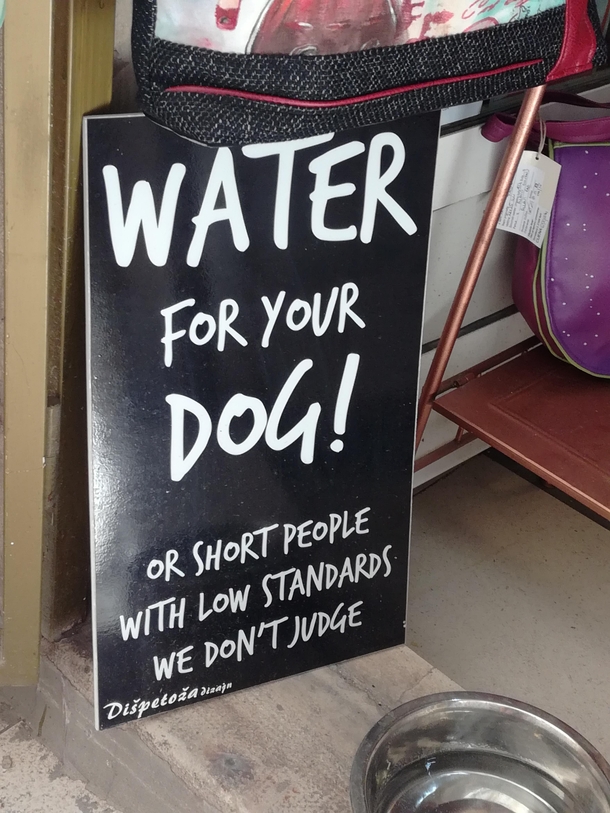 WATER
FOR YOUR
DOG!
OR SHORT PEOPLE
WITH LOW STANDARDS
WE DON'T JUDGE
Dišpetoža dizajn